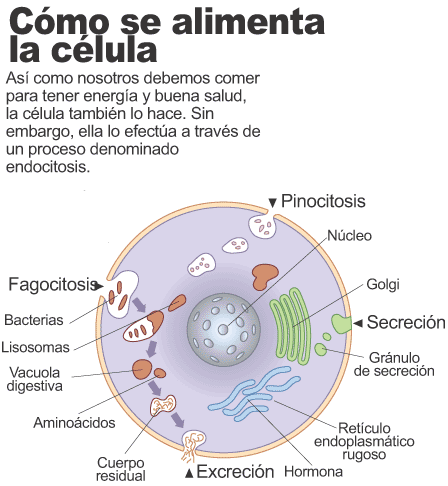 Cómo se alimenta
la célula
Así como nosotros debemos comer
para tener energía y buena salud,
la célula también lo hace. Sin
embargo, ella lo efectúa a través de
un proceso denominado
endocitosis.
Pinocitosis
Núcleo
Fagocitosis
Golgi
Bacterias
Secreción
Lisosomas
Gránulo
de secreción
Vacuola
digestiva
Aminoácidos
Retículo
endoplasmático
rugoso
Cuerpo
residual
Excreción
Hormona